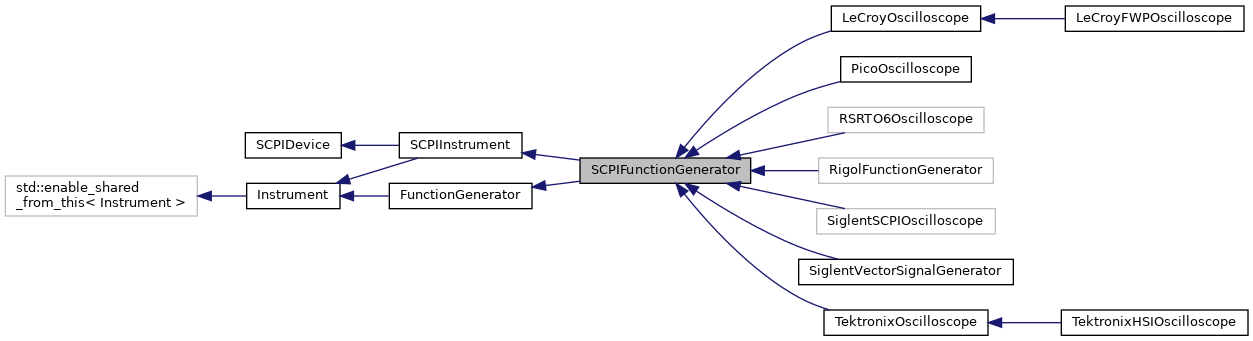 LeCroyOscilloscope
LeCroyFWPOscilloscope
PicoOscilloscope
RSRTO6Oscilloscope
SCPIDevice
SCPIInstrument
SCPIFunctionGenerator
RigolFunctionGenerator
std::enable_shared
_from_this< Instrument >
Instrument
FunctionGenerator
SiglentSCPIOscilloscope
SiglentVectorSignalGenerator
TektronixOscilloscope
TektronixHSIOscilloscope